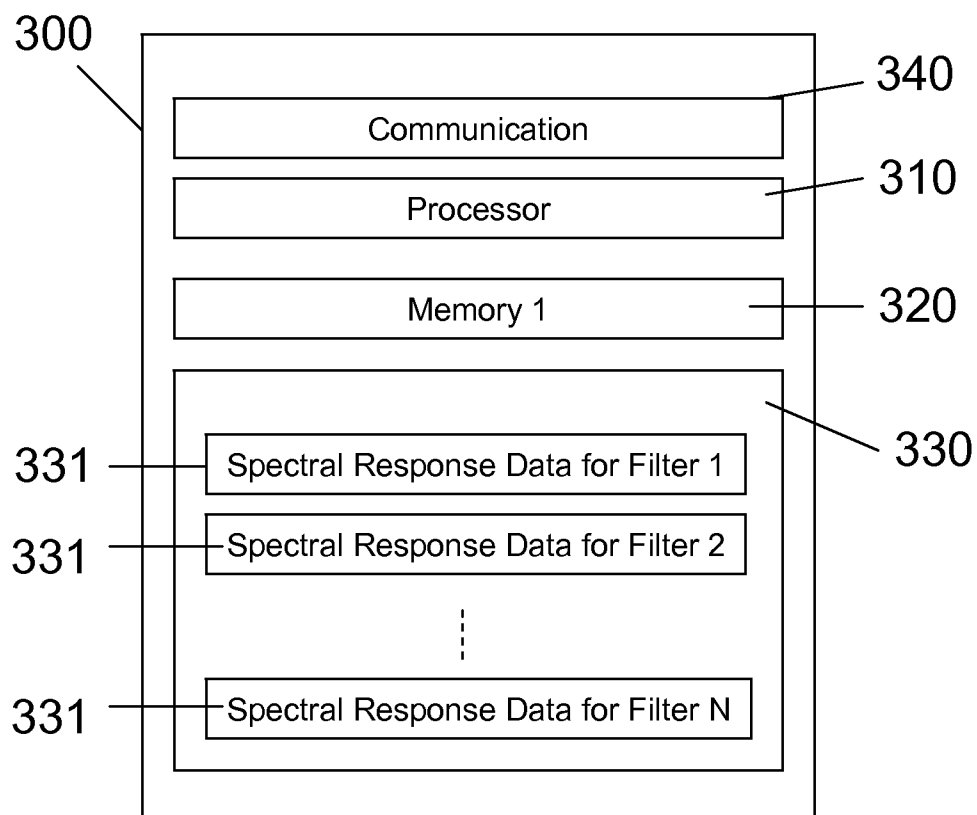 300
340
Communication
310
Processor
320
Memory 1
330
331
Spectral Response Data for Filter 1
331
Spectral Response Data for Filter 2
331
Spectral Response Data for Filter N